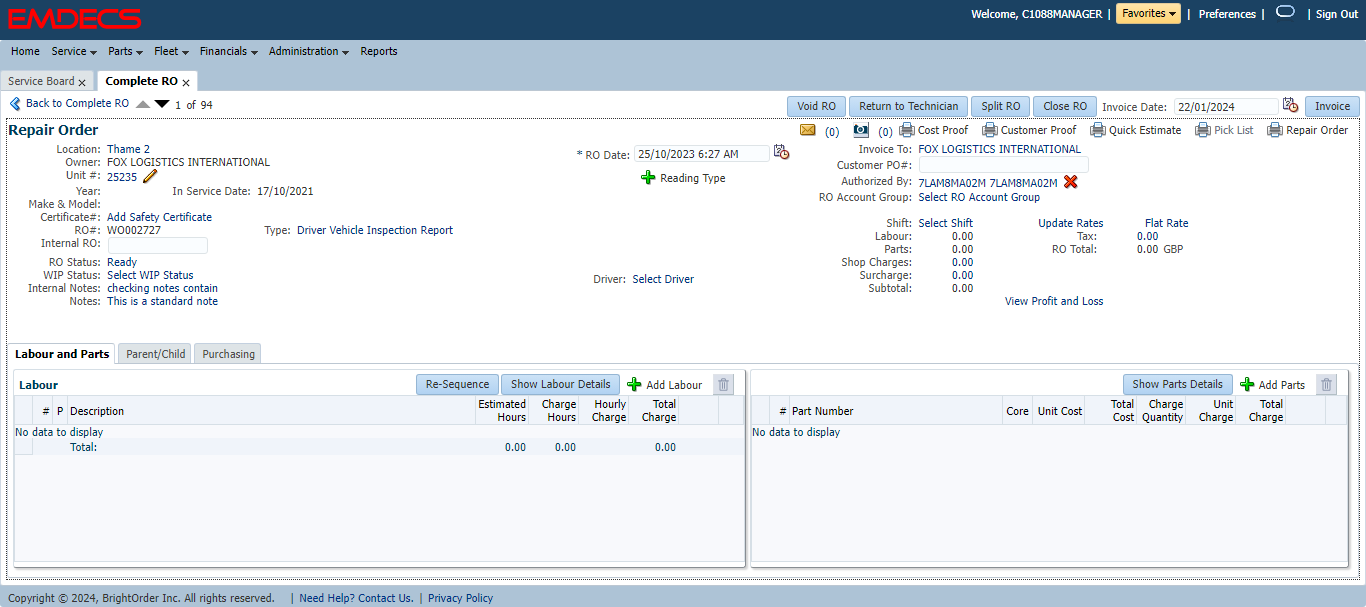 EMDECS
Welcome, C1088MANAGER | Favorites | Preferences | | Sign Out
Home Service Parts Fleet Financials Administration Reports
Service Board x Complete RO x
Back to Complete RO 1 of 94
Void RO Return to Technician Split RO Close RO Invoice Date: 22/01/2024 Invoice
Repair Order
(0) (0) Cost Proof Customer Proof Quick Estimate Pick List Repair Order
Location: Thame 2
Owner: FOX LOGISTICS INTERNATIONAL
Unit #: 25235
Year: In Service Date: 17/10/2021
Make & Model:
Certificate#: Add Safety Certificate
RO#: WO002727 Type: Driver Vehicle Inspection Report
Internal RO:
RO Status: Ready
WIP Status: Select WIP Status
Internal Notes: checking notes contain
Notes: This is a standard note
* RO Date: 25/10/2023 6:27 AM
Reading Type
Driver: Select Driver
Invoice To: FOX LOGISTICS INTERNATIONAL
Customer PO#:
Authorized By: 7LAM8MA02M 7LAM8MA02M
RO Account Group: Select RO Account Group
Shift: Select Shift Update Rates Flat Rate
Labour: 0.00 Tax: 0.00
Parts: 0.00 RO Total: 0.00 GBP
Shop Charges: 0.00
Surcharge: 0.00
Subtotal: 0.00
View Profit and Loss
Labour and Parts Parent/Child Purchasing
Labour Re-Sequence Show Labour Details Add Labour
# P Description Estimated Hours Charge Hours Hourly Charge Total Charge
No data to display
Total: 0.00 0.00 0.00
Show Parts Details Add Parts
# Part Number Core Unit Cost Total Cost Charge Quantity Unit Charge Total Charge
No data to display
Copyright © 2024, BrightOrder Inc. All rights reserved. | Need Help? Contact Us. | Privacy Policy